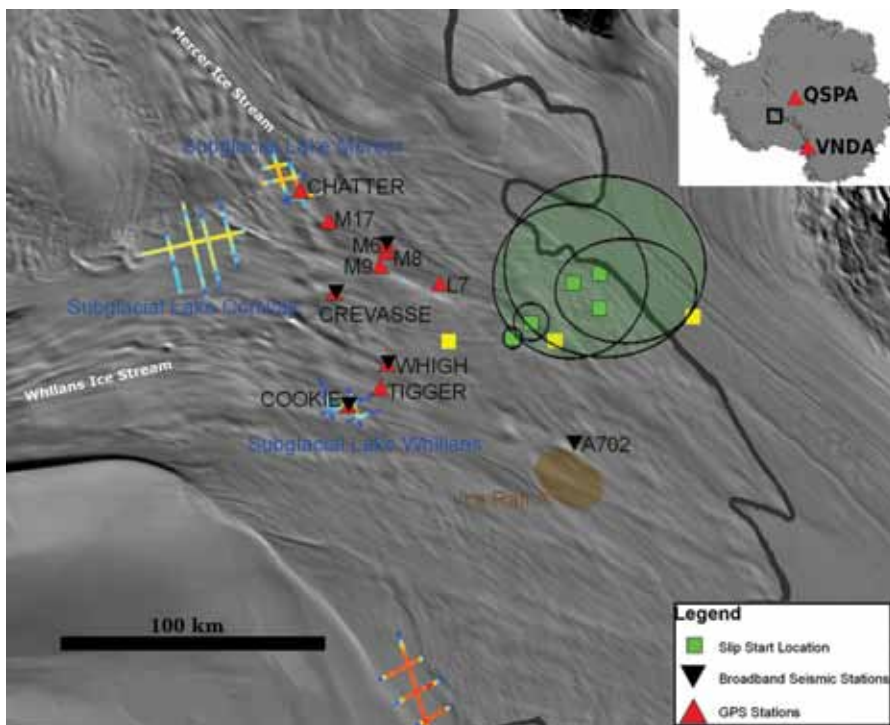 Mercer Ice Stream
QSPA
VNDA
Subglacial Lake Mercer
CHATTER
M17
M6
M8
M9
L7
Subglacial Lake Conway
CREVASSE
WHIGH
Whillans Ice Stream
TIGGER
COOKIE
Subglacial Lake Whillans
A702
Ice Raft A
100 km
Legend
Slip Start Location
Broadband Seismic Stations
GPS Stations